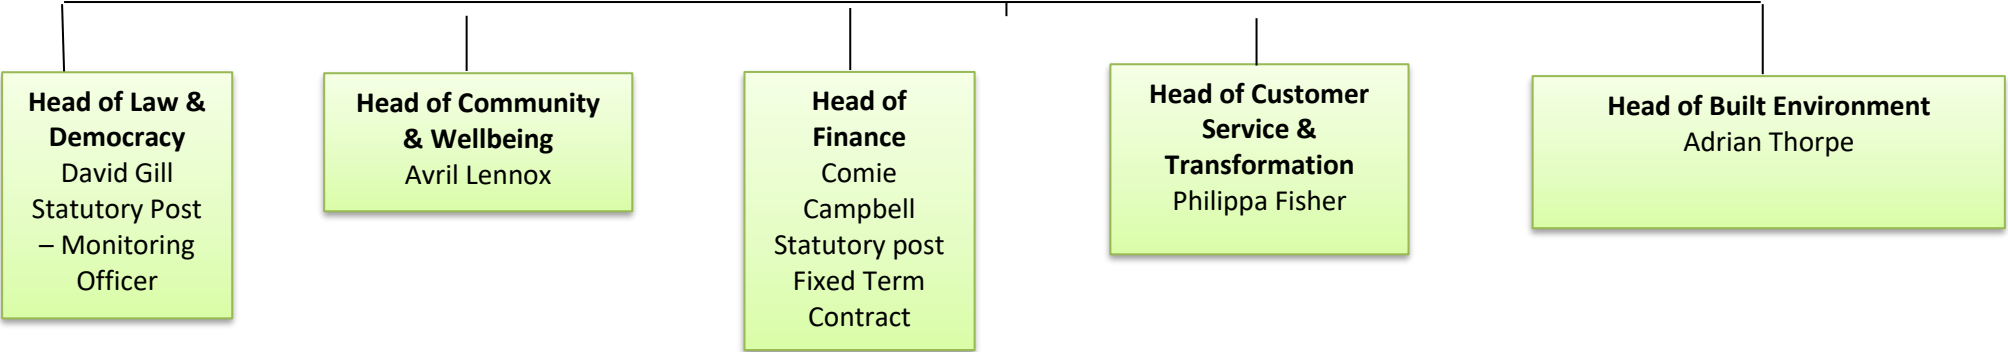 Head of Law &
Democracy
David Gill
Statutory Post
– Monitoring
Officer
Head of Community
& Wellbeing
Avril Lennox
Head of
Finance
Comie
Campbell
Statutory post
Fixed Term
Contract
Head of Customer
Service &
Transformation
Philippa Fisher
Head of Built Environment
Adrian Thorpe